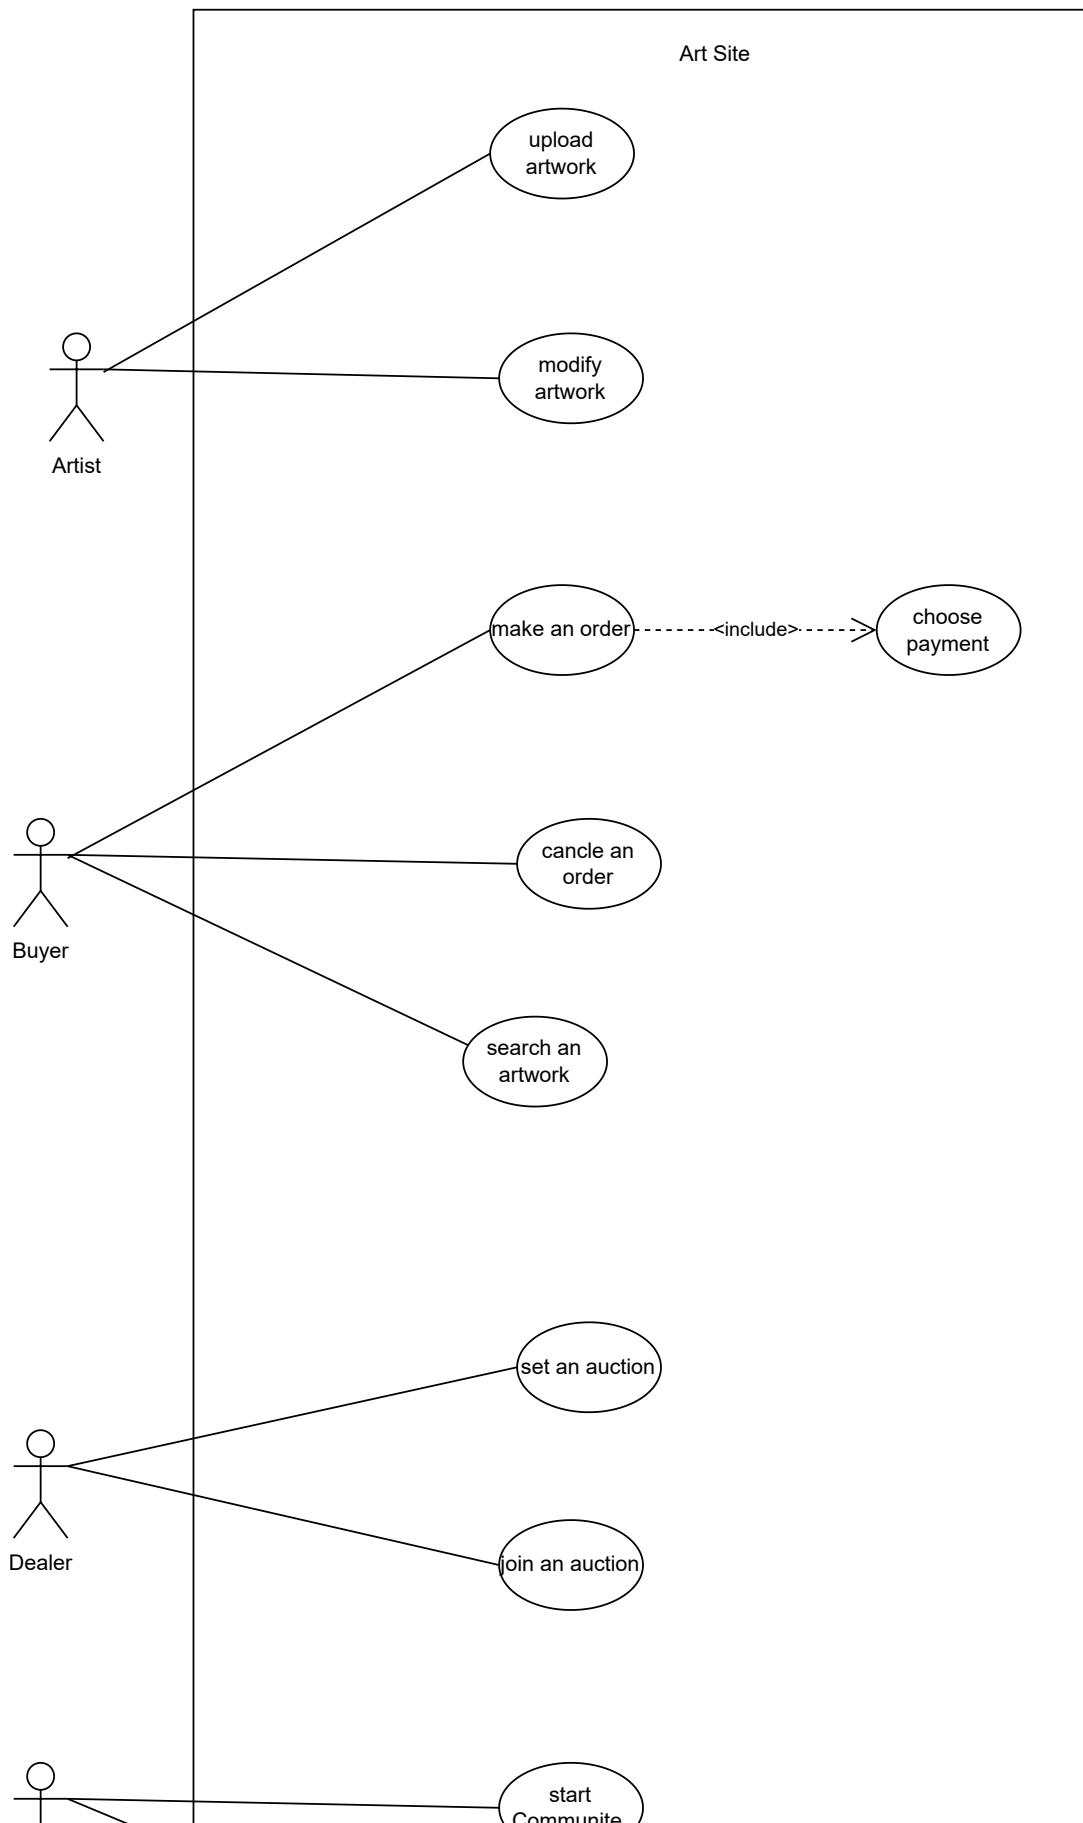 Art Site
upload
artwork
modify
artwork
Artist
make an order
<include>
choose
payment
cancle an
order
Buyer
search an
artwork
set an auction
Dealer
join an auction
start
Communite